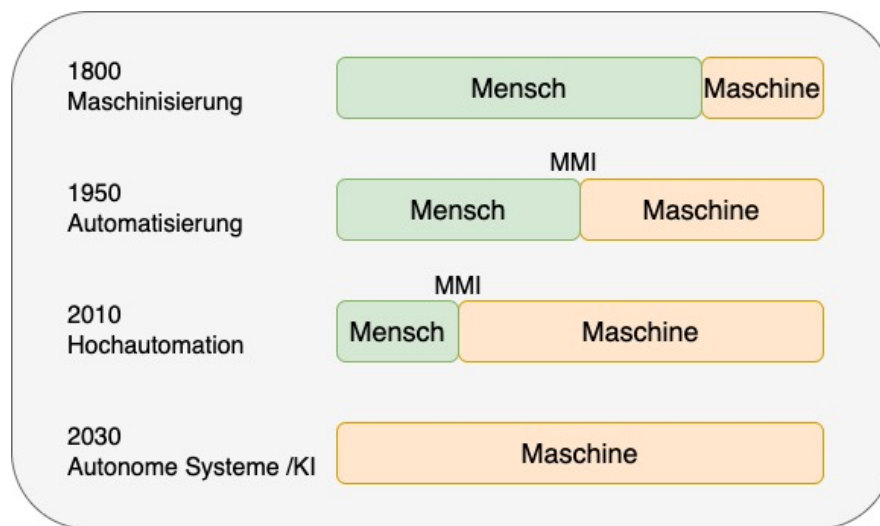 1800
Maschinisierung
Mensch
Maschine
MMI
1950
Automatisierung
Mensch
Maschine
MMI
2010
Hochautomation
Mensch
Maschine
2030
Autonome Systeme /KI
Maschine